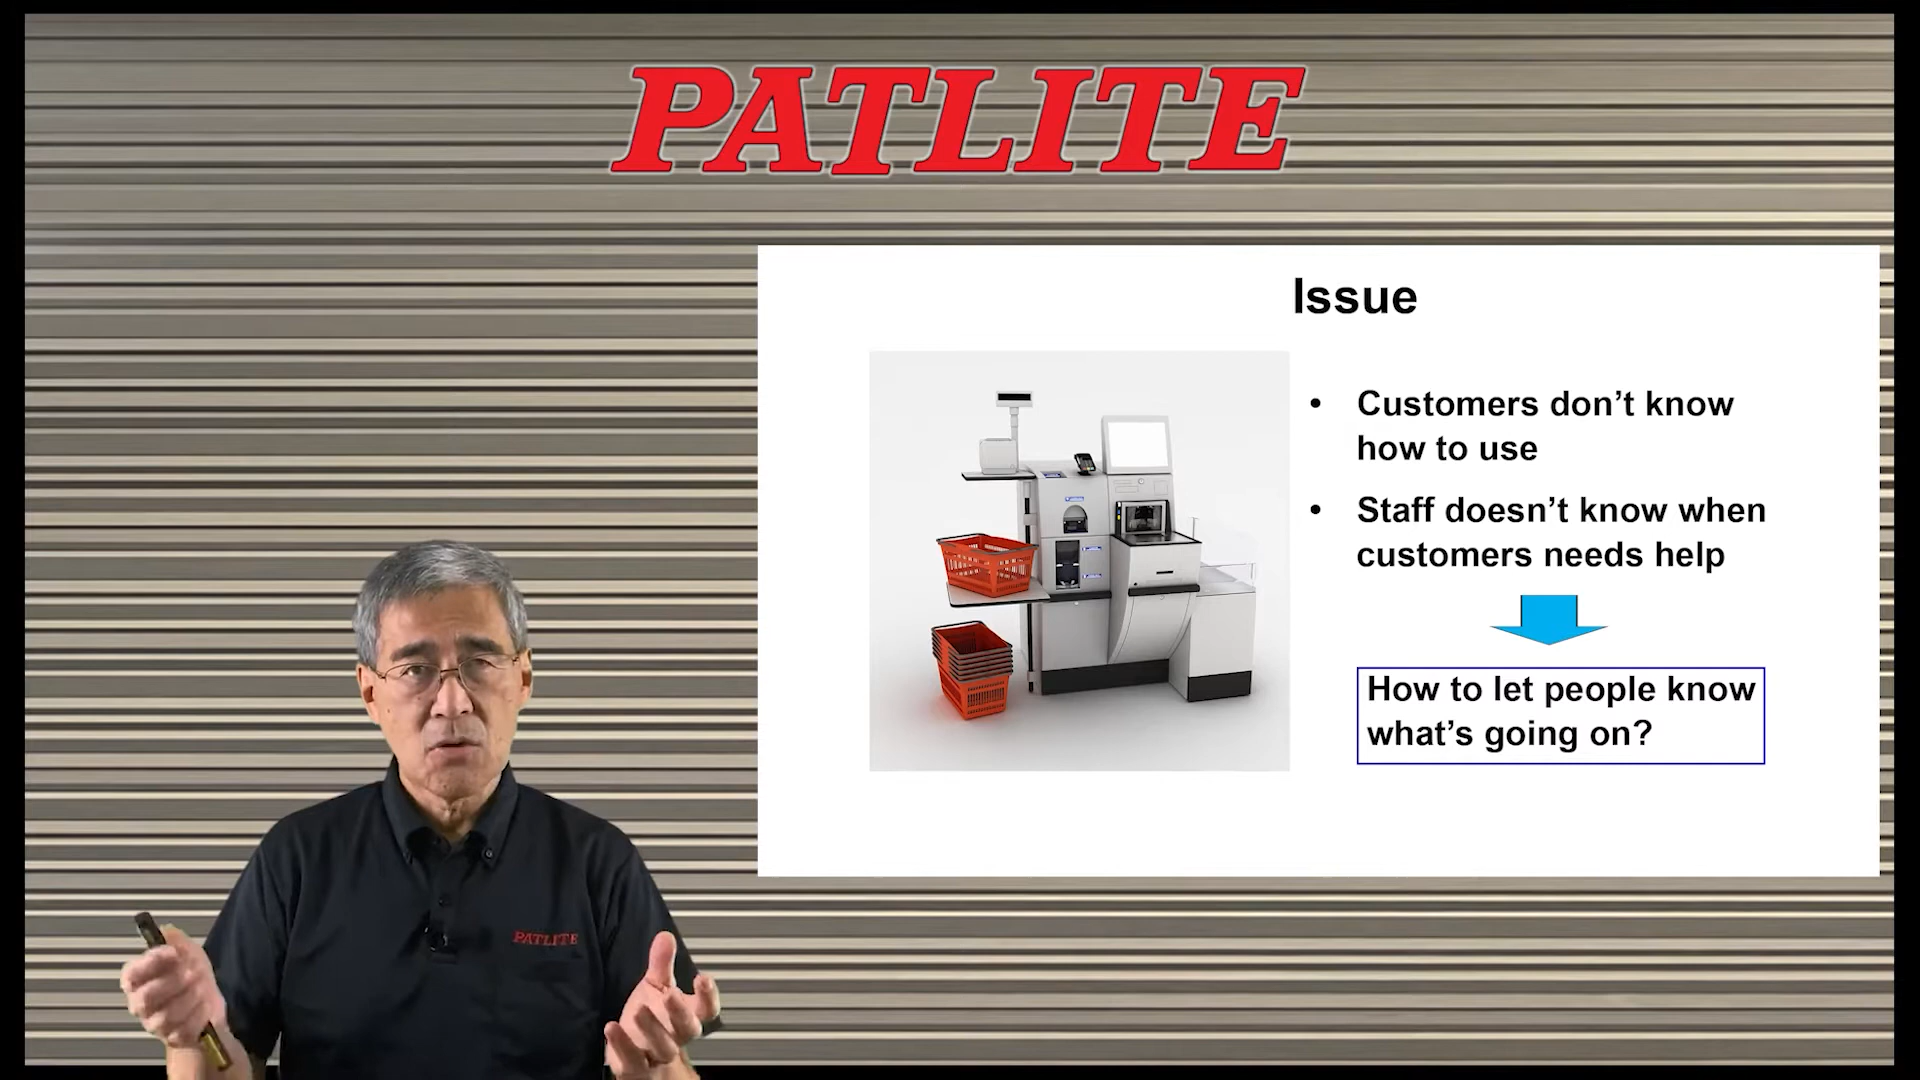 PATLITE
Issue
• Customers don’t know
how to use
• Staff doesn’t know when
customers needs help
How to let people know
what’s going on?
PATLITE